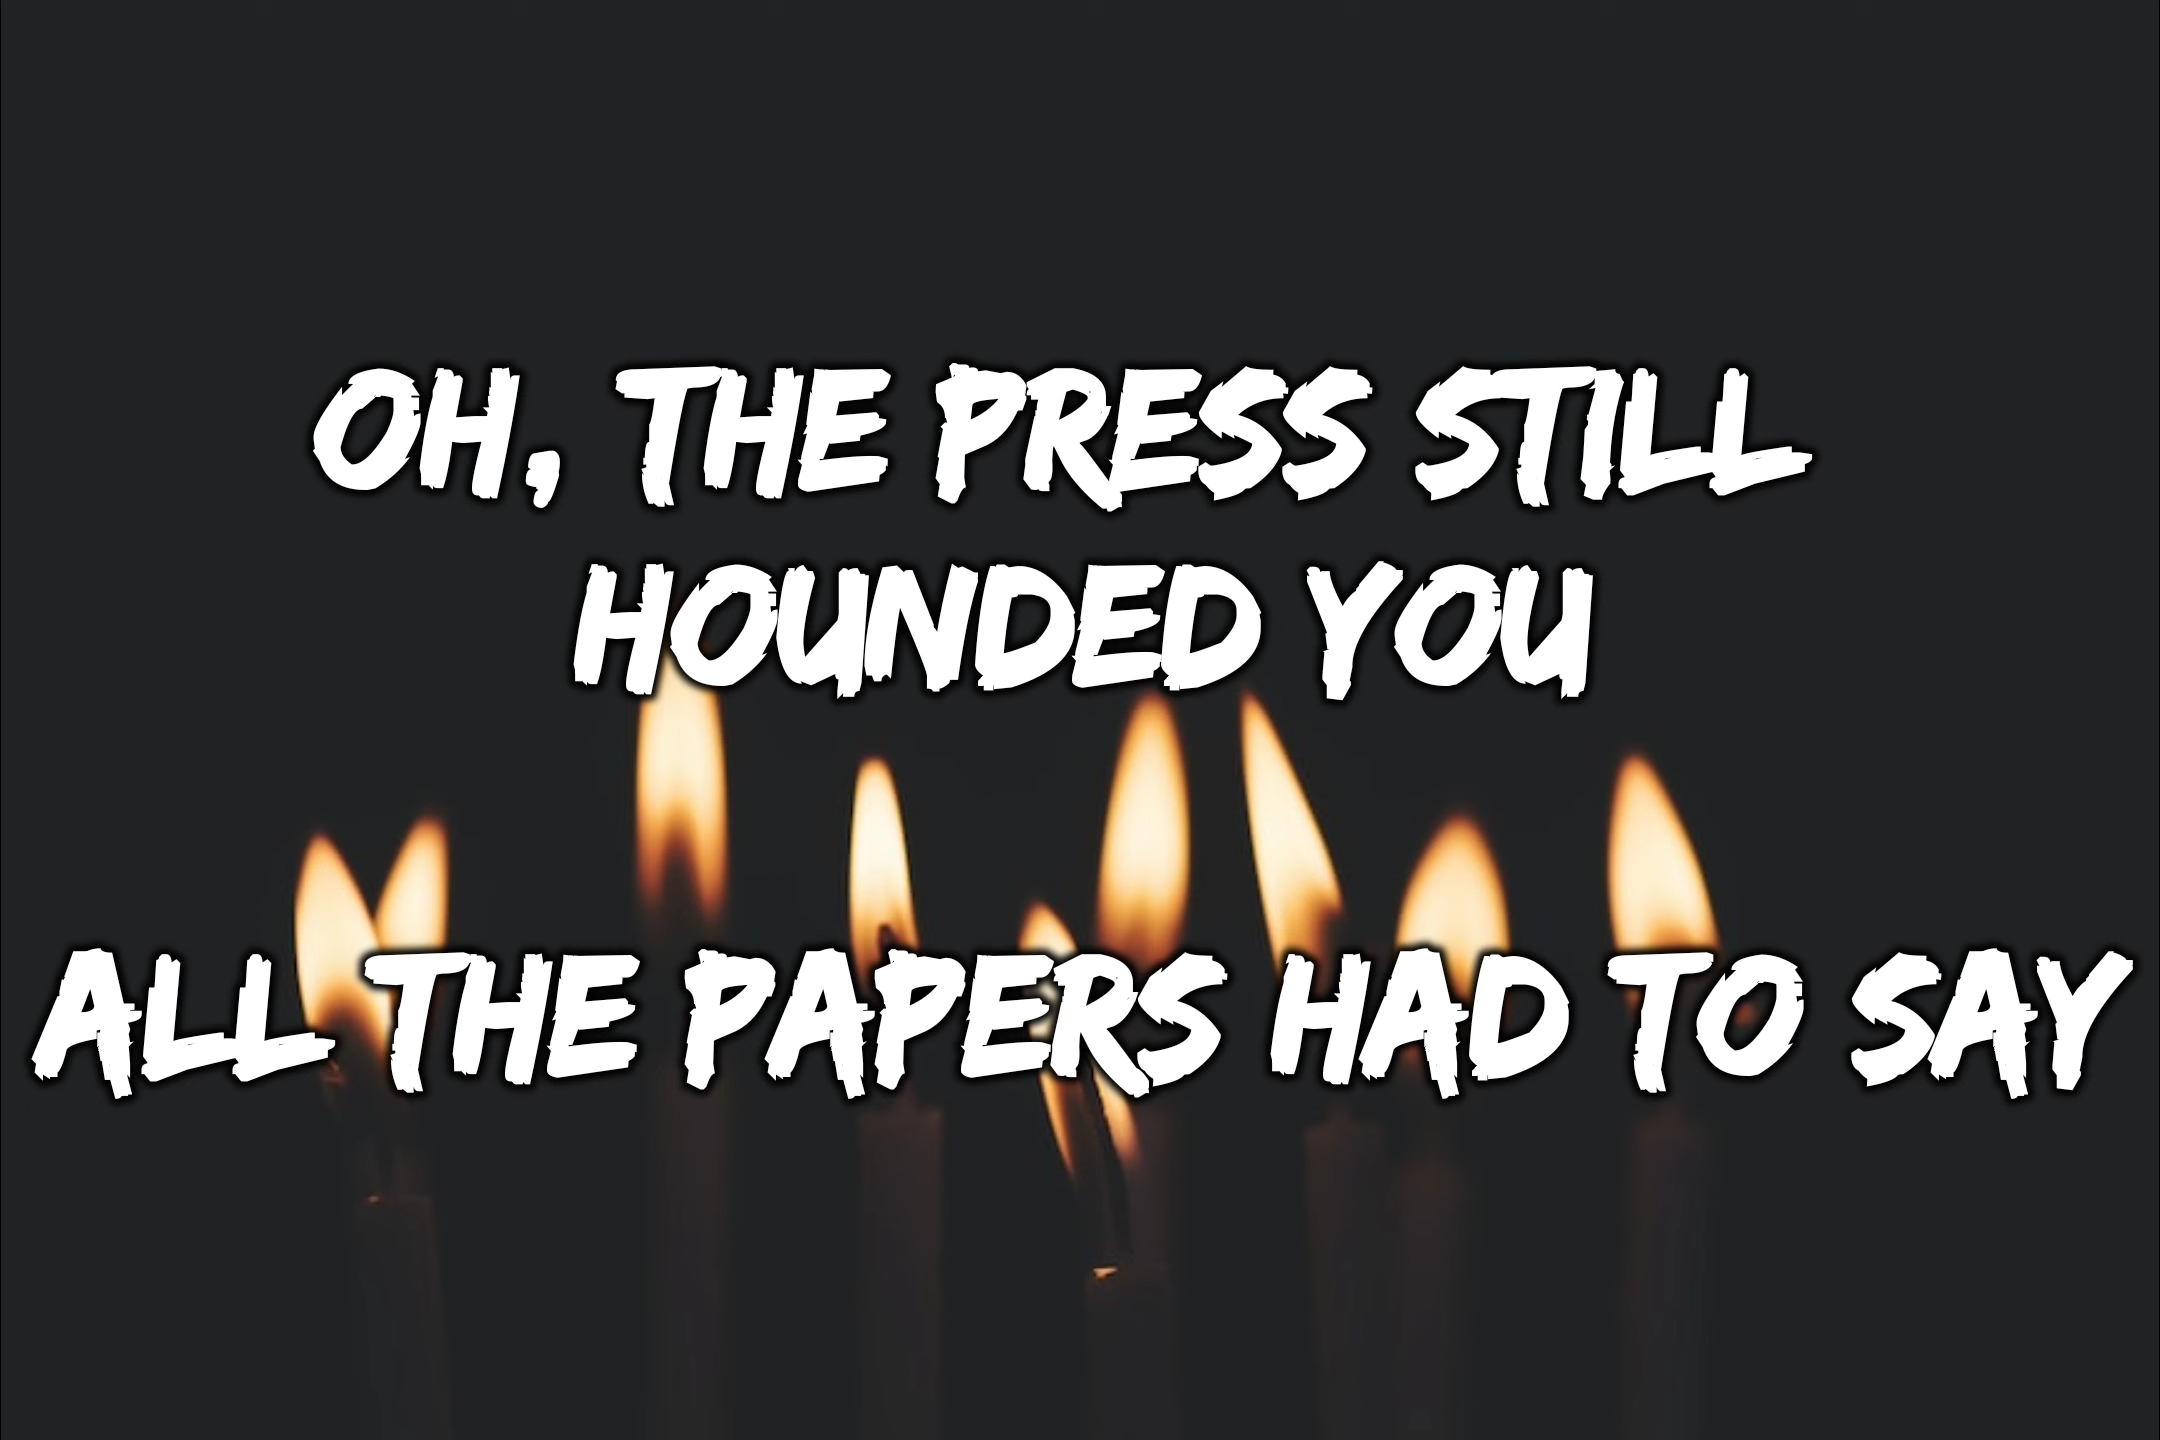 OH, THE PRESS STILL
HOUNDED YOU
ALL THE PAPERS HAD TO SAY